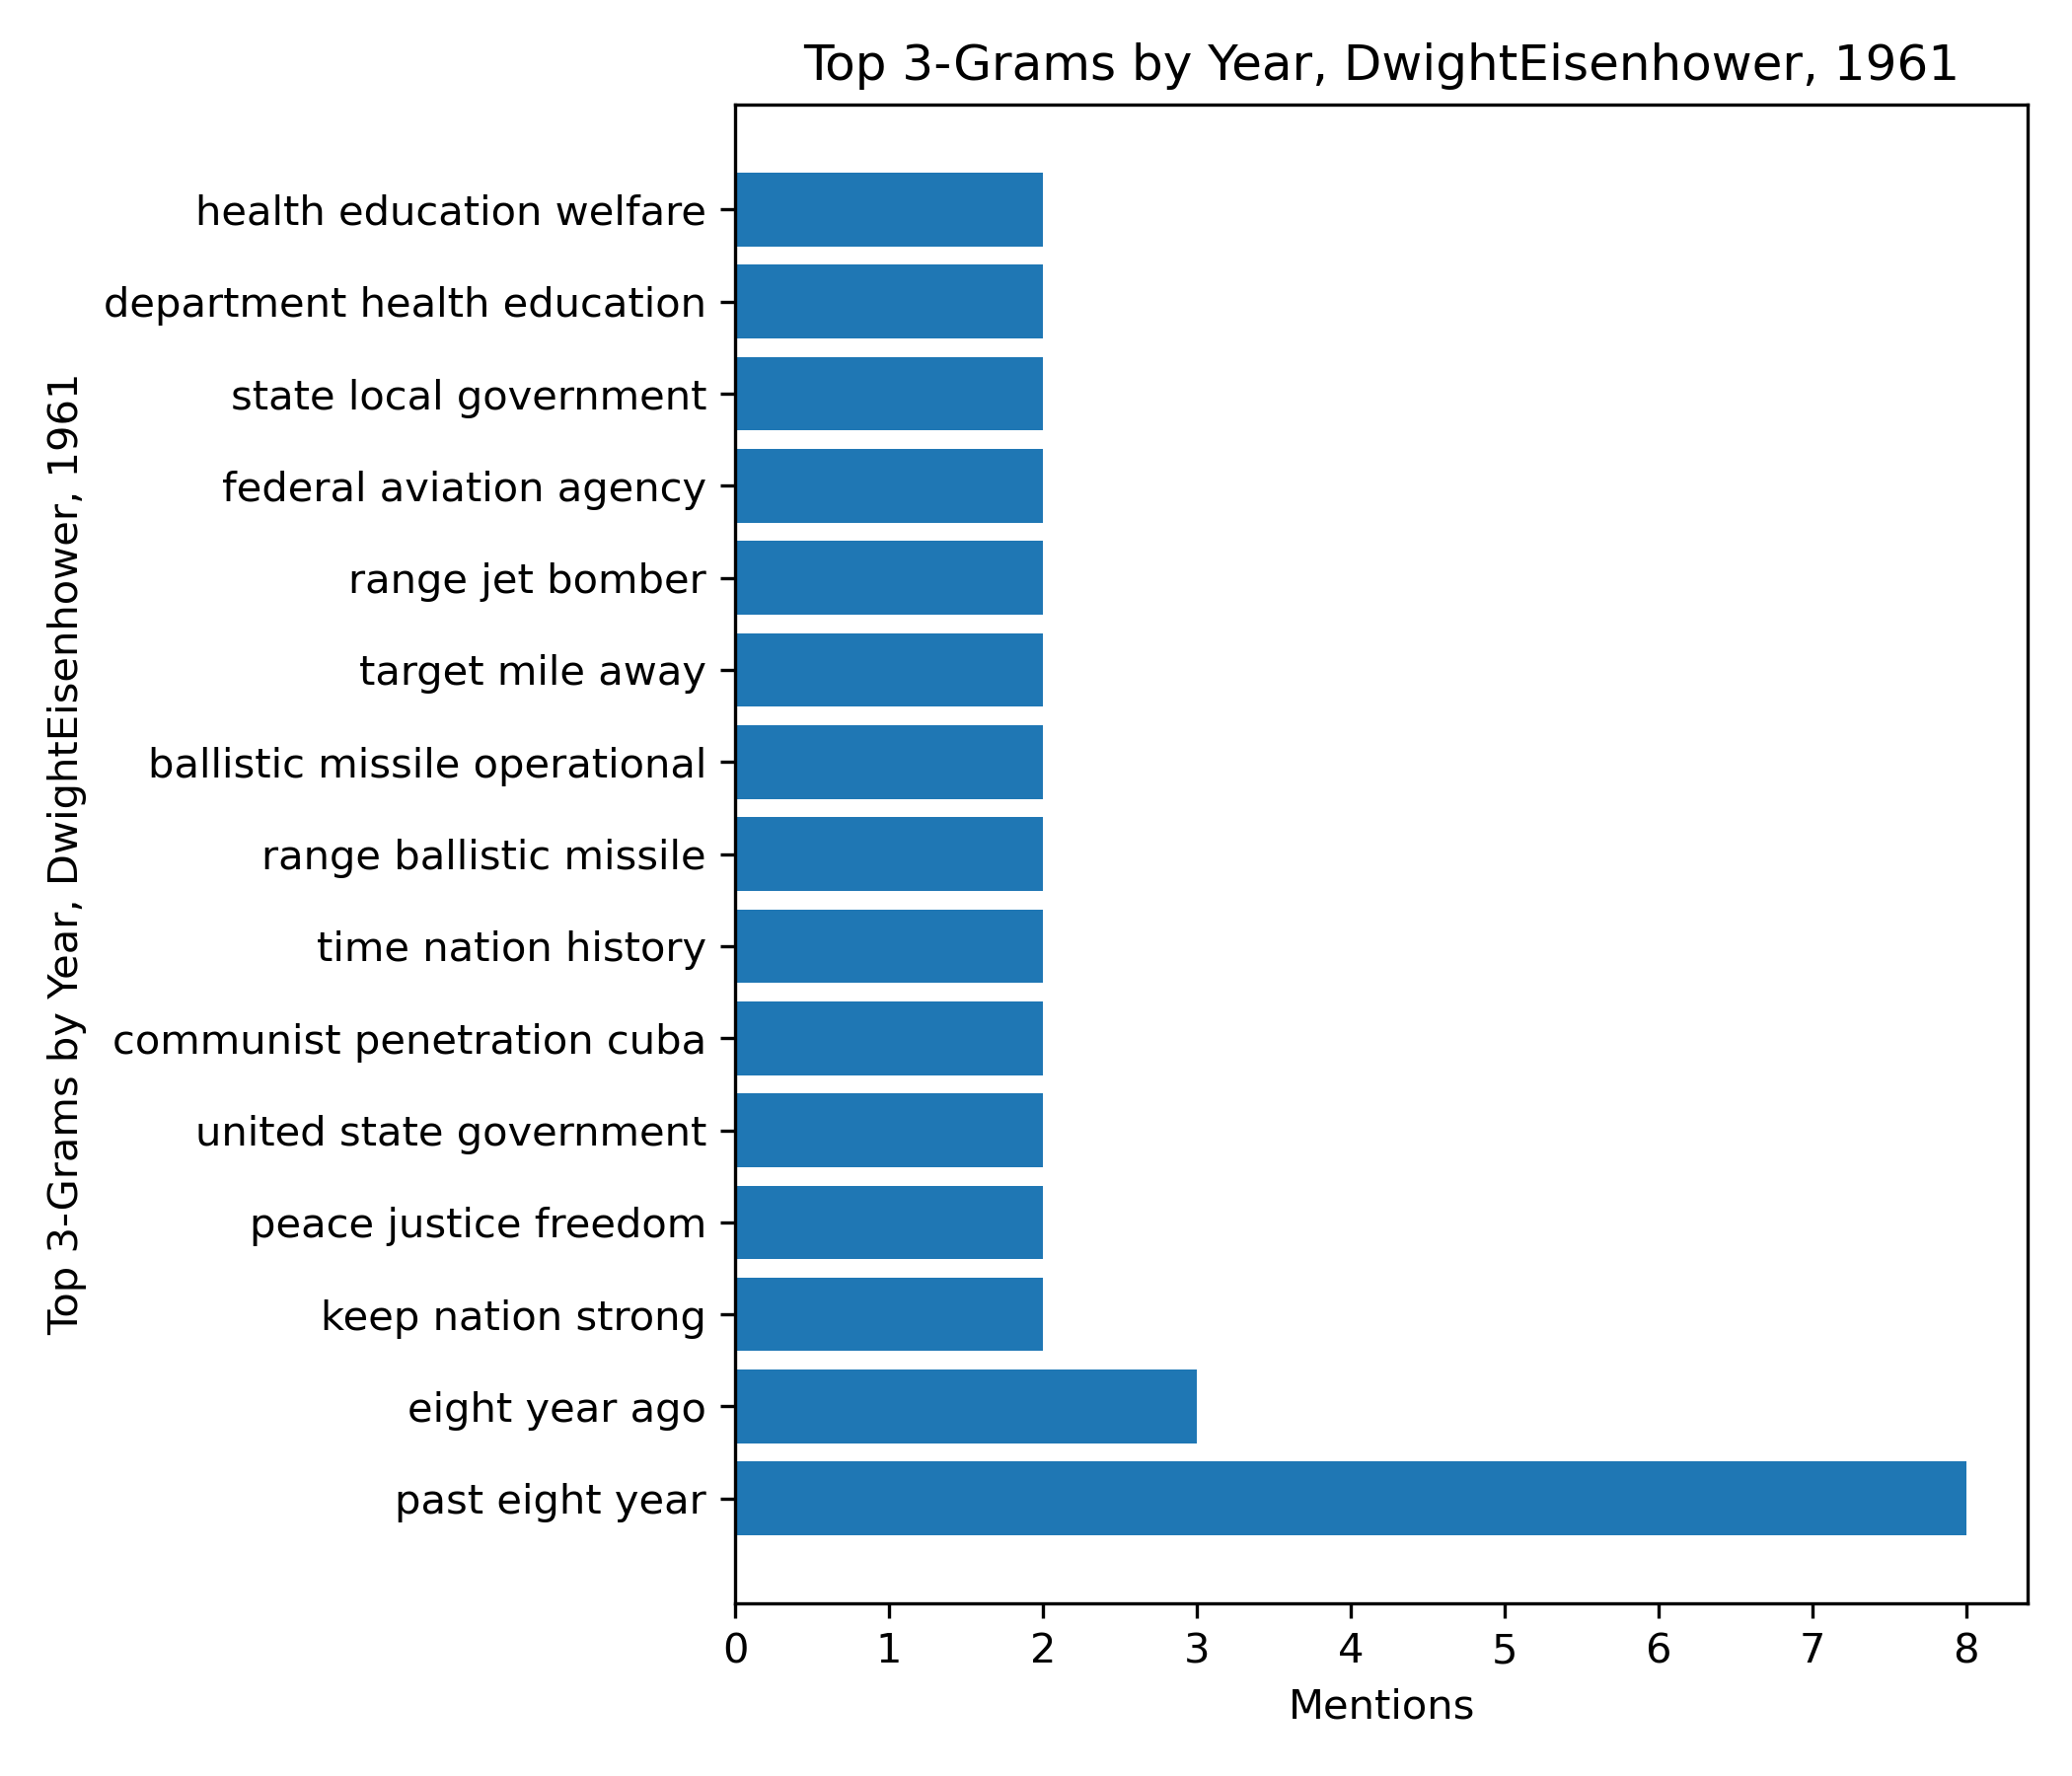 Top 3-Grams by Year, DwightEisenhower, 1961
Top 3-Grams by Year, DwightEisenhower, 1961
health education welfare
department health education
state local government
federal aviation agency
range jet bomber
target mile away
ballistic missile operational
range ballistic missile
time nation history
communist penetration cuba
united state government
peace justice freedom
keep nation strong
eight year ago
past eight year
0 1 2 3 4 5 6 7 8
Mentions